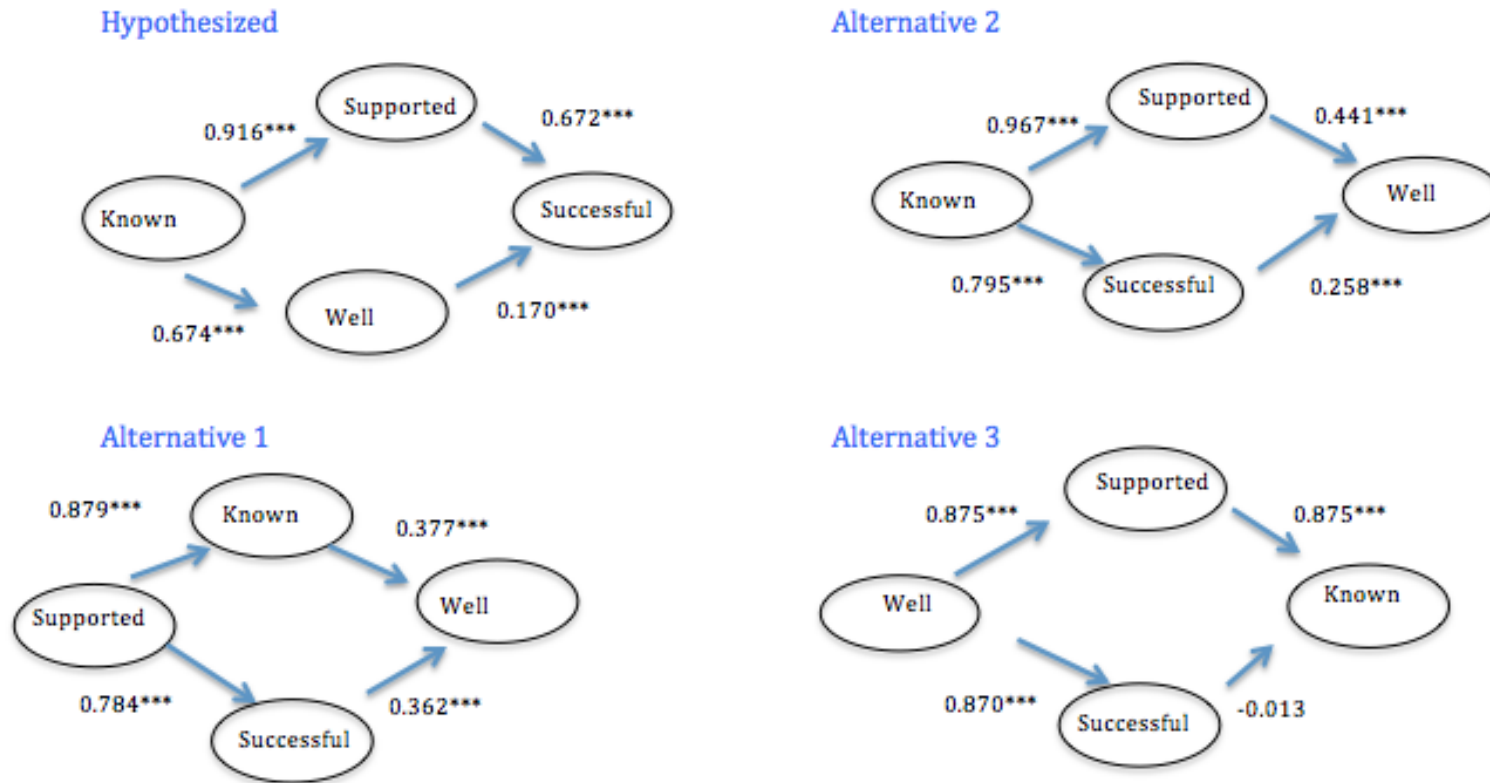 Hypothesized
Supported
0.916***
0.672***
Known
Successful
Well
0.674***
0.170***
Alternative 2
Supported
0.967***
0.441***
Known
Well
Successful
0.795***
0.258***
Alternative 1
Known
0.879***
0.377***
Supported
Well
0.784***
0.362***
Successful
Alternative 3
Supported
0.875***
0.875***
Well
Known
0.870***
-0.013
Successful